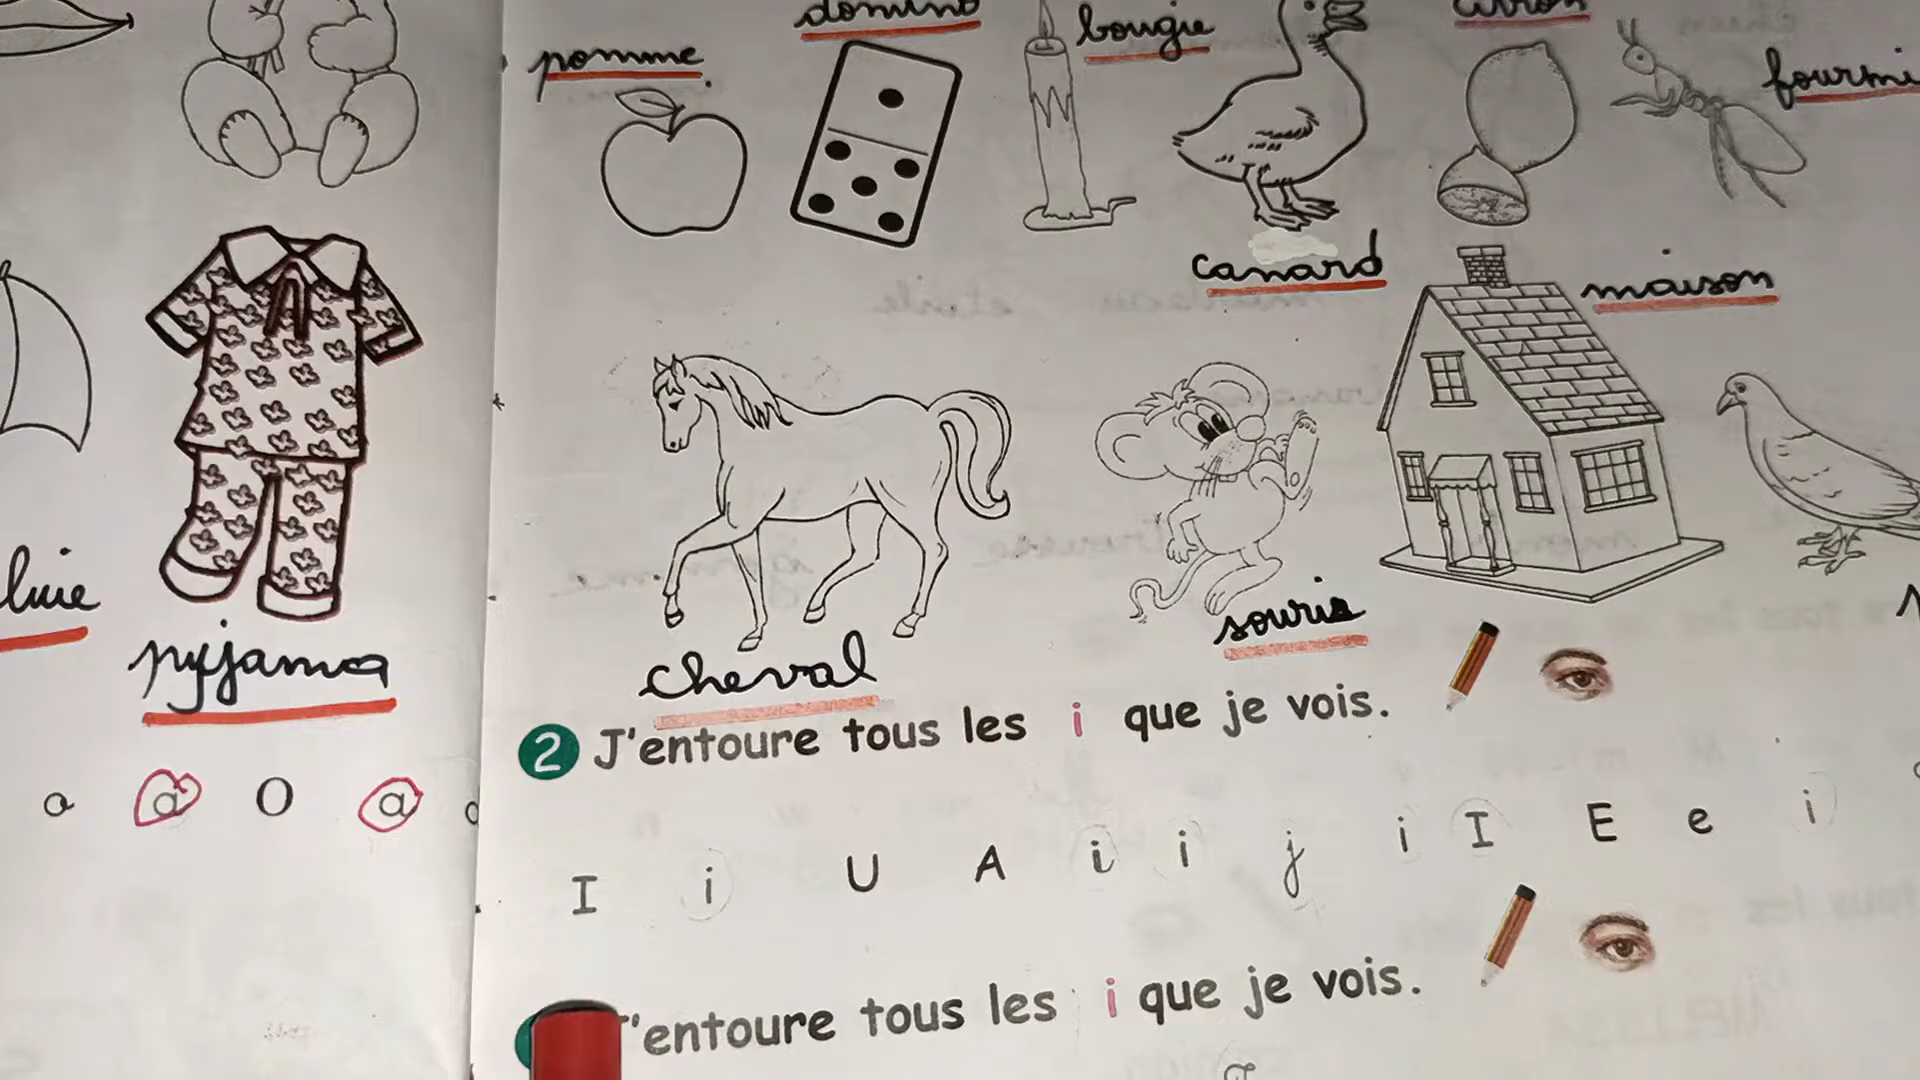 domino
pomme
bougie
citron
fourmi
canard
maison
souris
cheval
pyjama
a a O a
2 J'entoure tous les i que je vois.
I i U A i i j i I E e i
J'entoure tous les i que je vois.